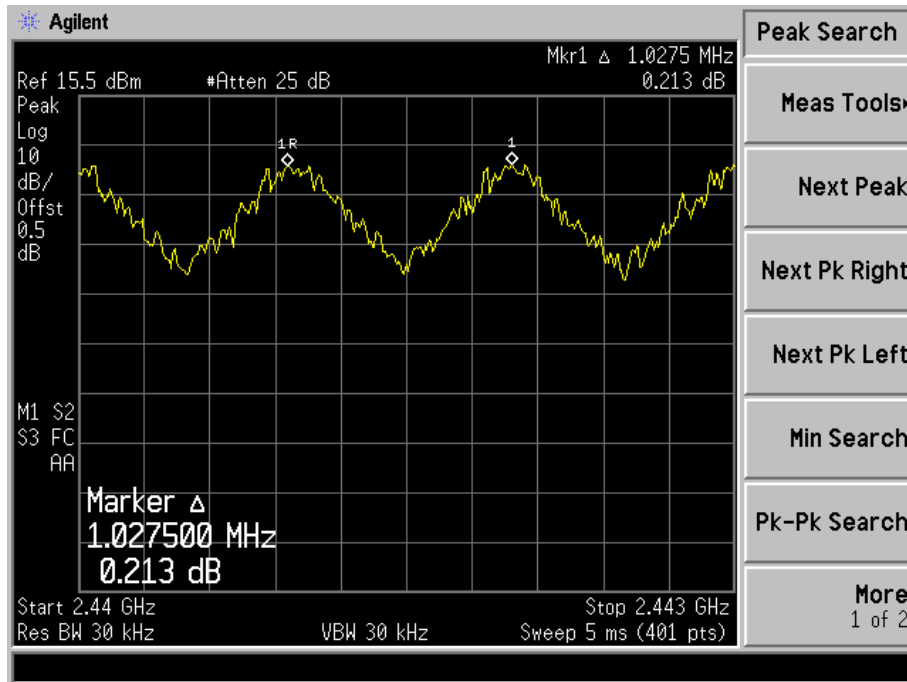 Agilent
Peak Search
Mkr1 Δ 1.0275 MHz
Ref 15.5 dBm #Atten 25 dB 0.213 dB
Peak
Log
10
dB/
Offst
0.5
dB
1R
1
M1 S2
S3 FC
AA
Marker Δ
1.027500 MHz
0.213 dB
Start 2.44 GHz Stop 2.443 GHz
Res BW 30 kHz VBW 30 kHz Sweep 5 ms (401 pts)
Meas Tools
Next Peak
Next Pk Right
Next Pk Left
Min Search
Pk-Pk Search
More
1 of 2